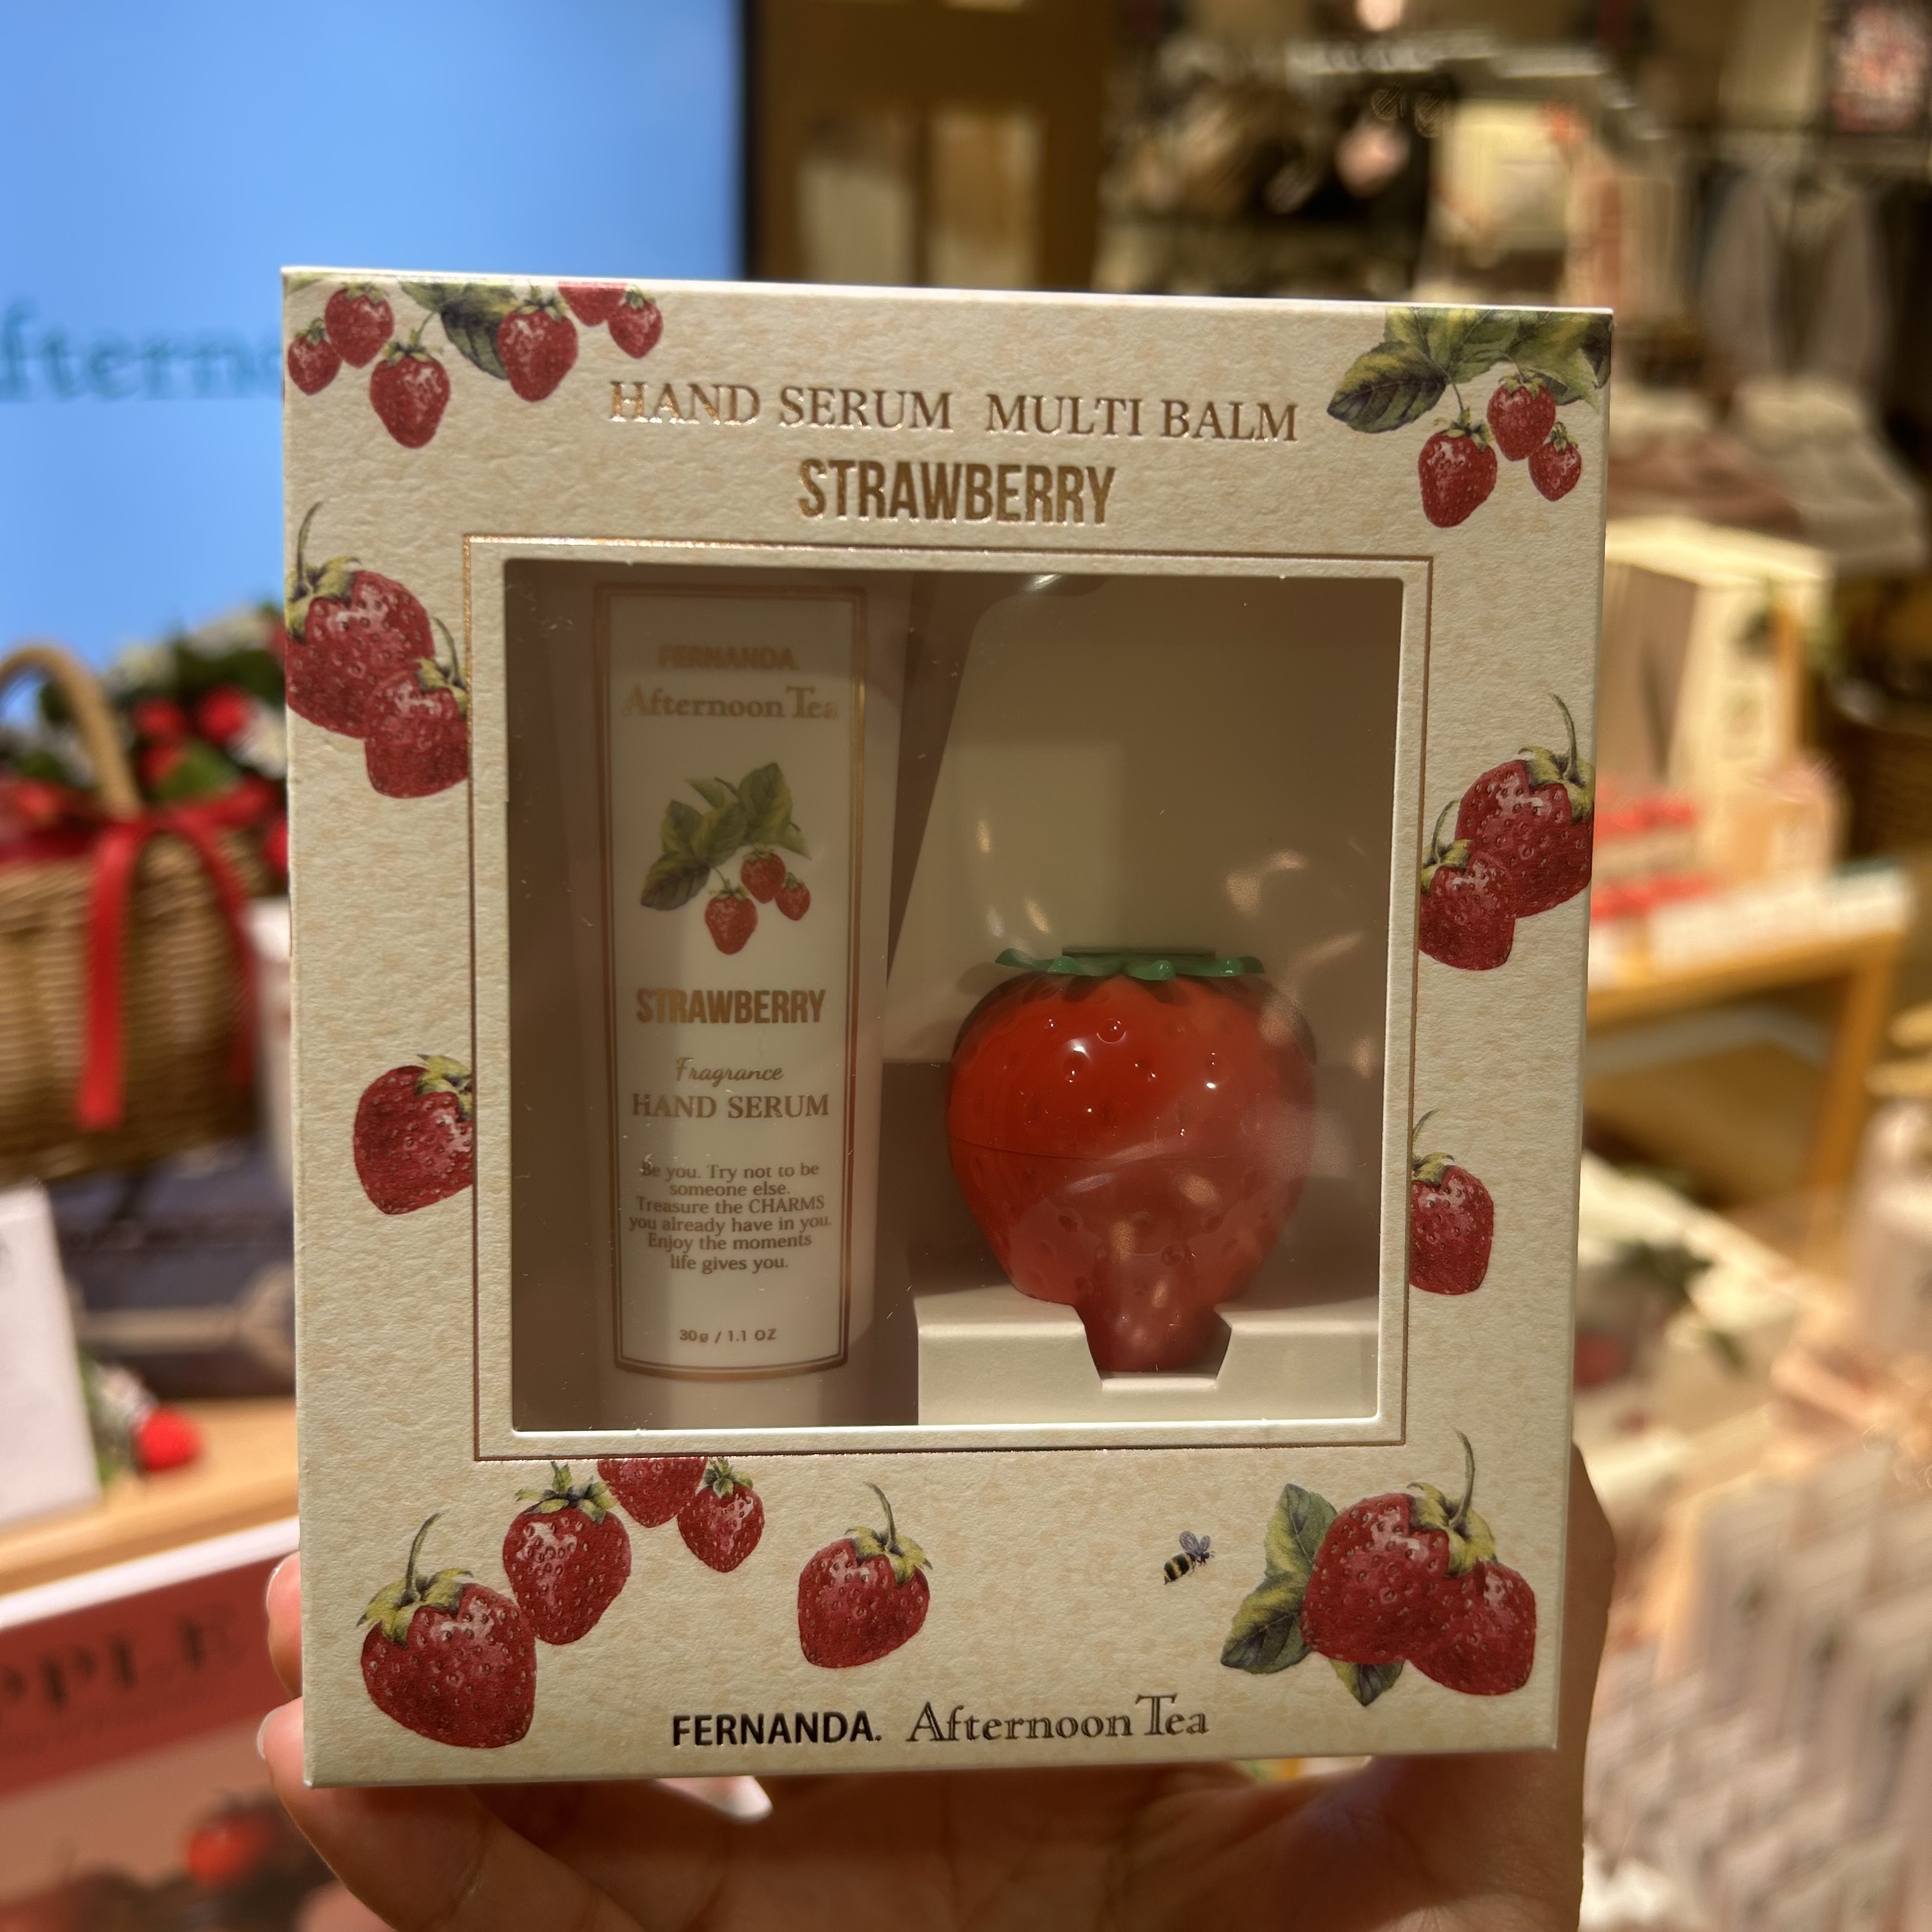 HAND SERUM MULTI BALM
STRAWBERRY
FERNANDA.
Afternoon Tea
STRAWBERRY
Fragrance
HAND SERUM
Be you. Try not to be
someone else.
Treasure the CHARMS
you already have in you.
Enjoy the moments
life gives you.
30g / 1.1 OZ
FERNANDA. Afternoon Tea